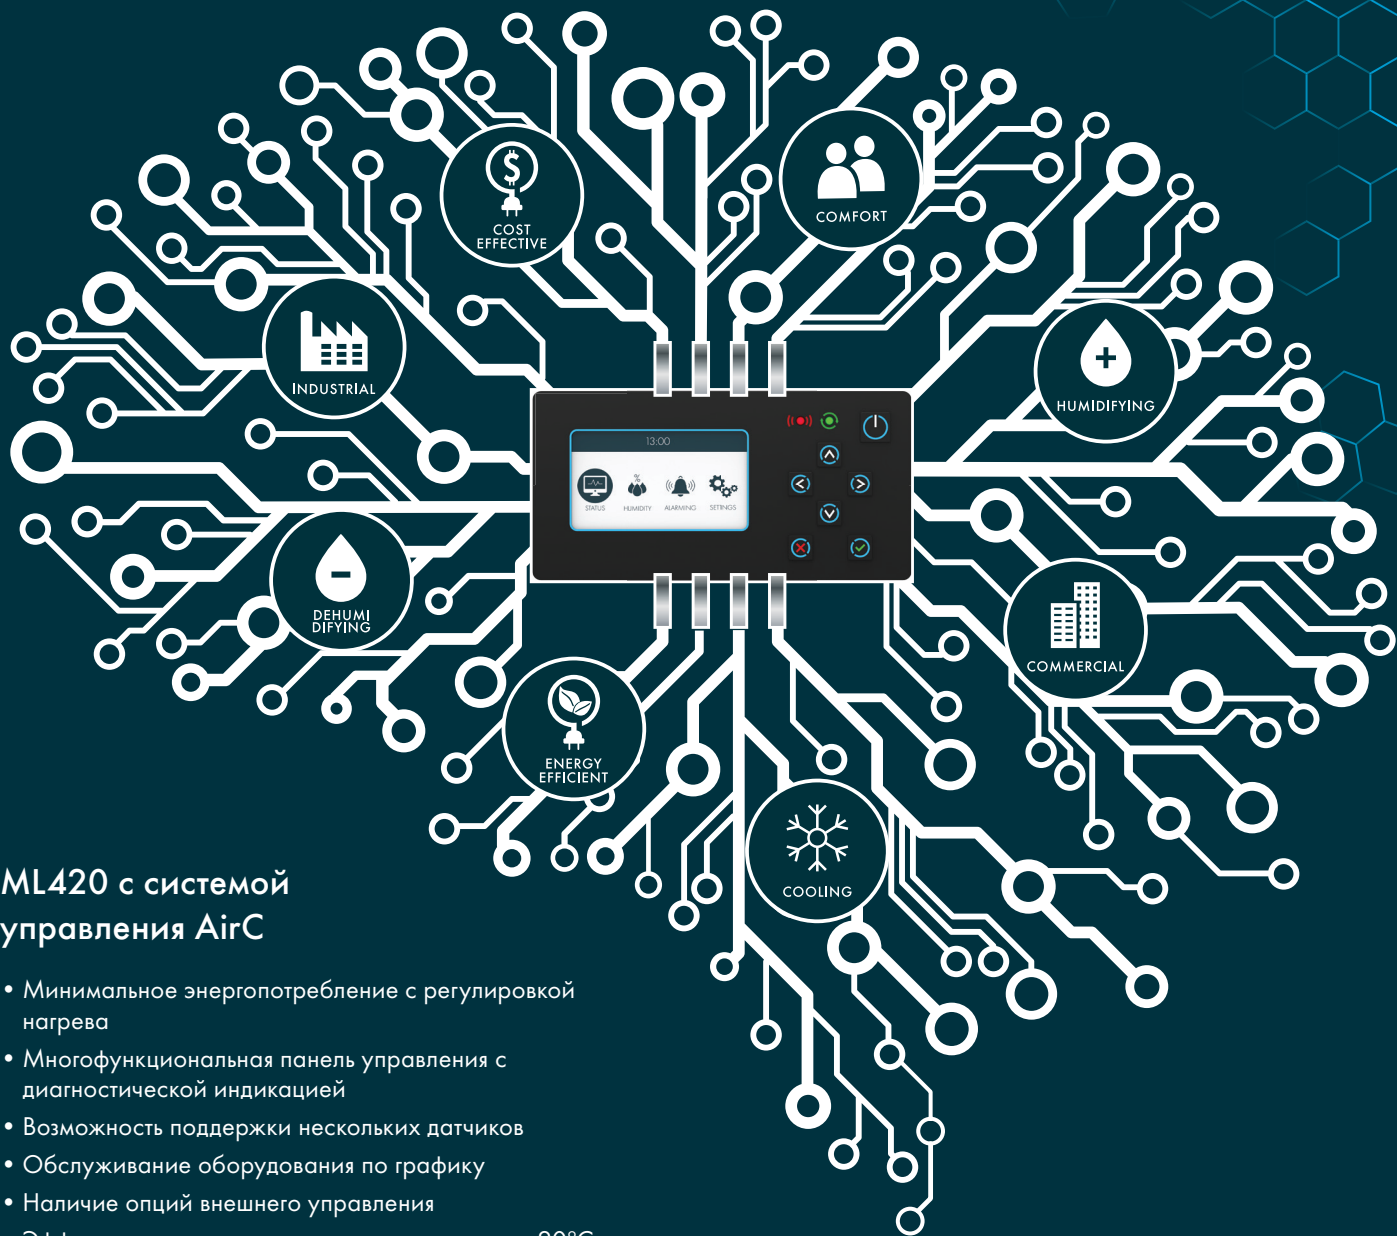 COST
EFFECTIVE
COMFORT
INDUSTRIAL
HUMIDIFYING
13:00
%
STATUS
HUMIDITY
ALARMING
SETTINGS
DEHUMI
DIFYING
COMMERCIAL
ENERGY
EFFICIENT
COOLING
ML420 с системой
управления AirC
• Минимальное энергопотребление с регулировкой
нагрева
• Многофункциональная панель управления с
диагностической индикацией
• Возможность поддержки нескольких датчиков
• Обслуживание оборудования по графику
• Наличие опций внешнего управления
20°C